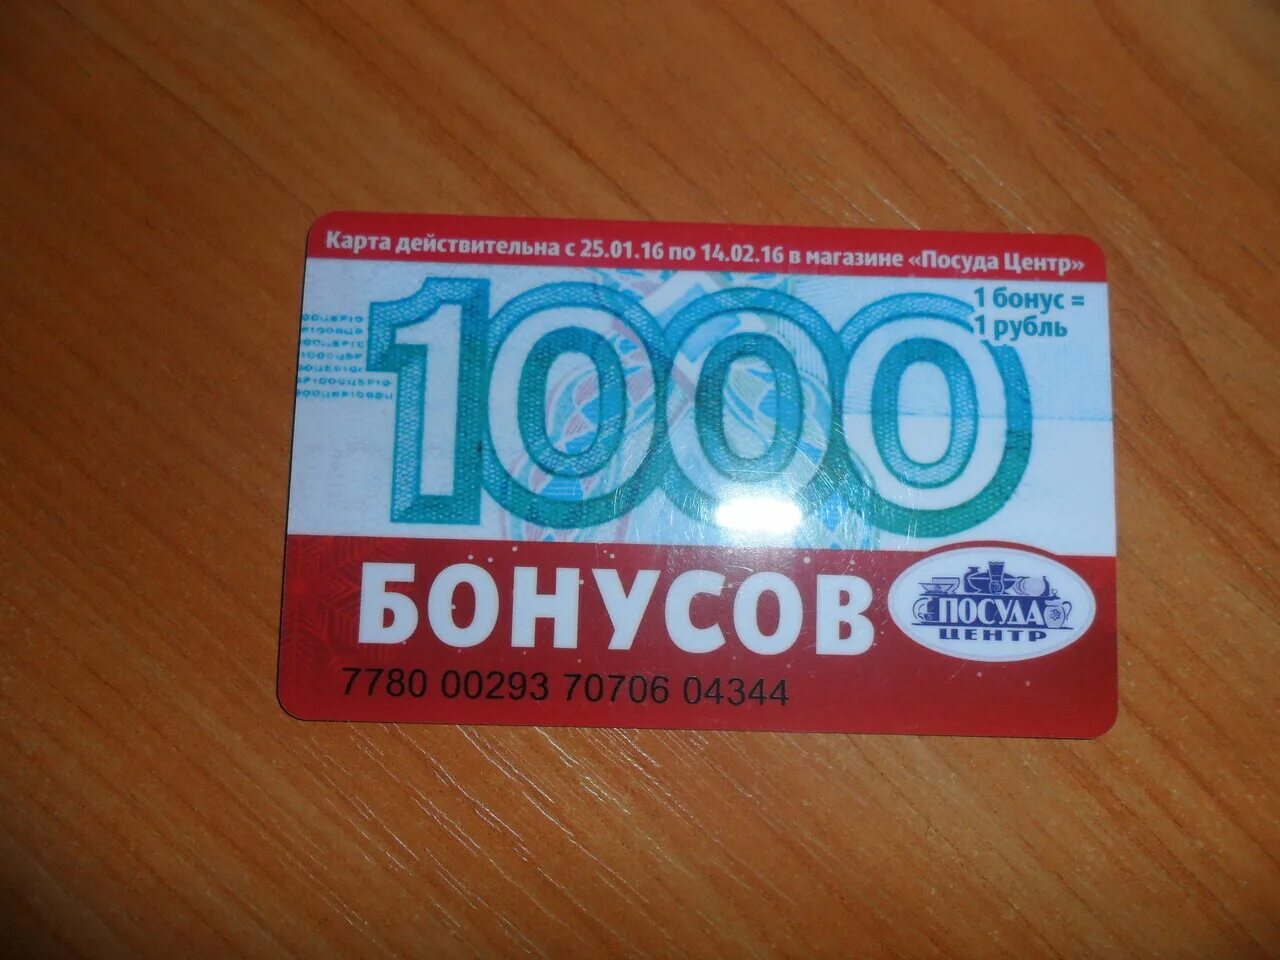 Карта действительна с 25.01.16 по 14.02.16 в магазине «Посуда Центр»
1000
1 бонус =
1 рубль
БОНУСОВ
ПОСУДА
ЦЕНТР
7780 00293 70706 04344